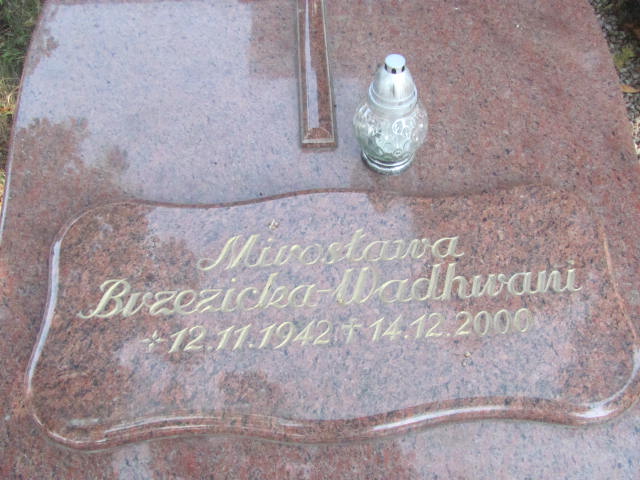 Mirosława
Brzezicka-Wadhwani
* 12.11.1942 ✝ 14.12.2000